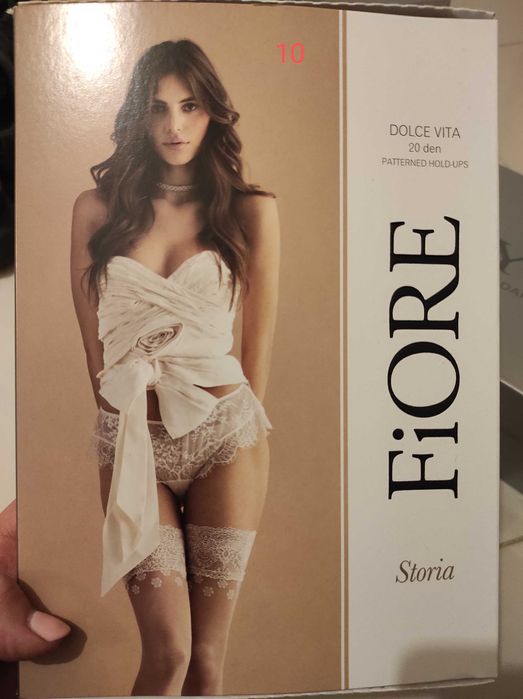 10
DOLCE VITA
20 den
PATTERNED HOLD-UPS
FiORE
Storia